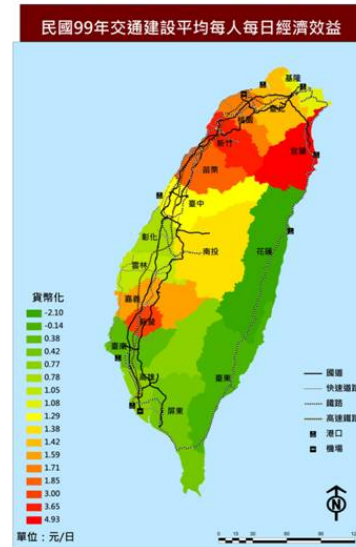 民國99年交通建設平均每人每日經濟效益
基隆
臺北
桃園
新竹
宜蘭
苗栗
臺中
彰化
南投
花蓮
雲林
嘉義
臺南
高雄
臺東
屏東
貨幣化
-2.10
-0.14
0.38
0.42
0.77
0.78
1.05
1.08
1.29
1.38
1.42
1.59
1.71
1.85
3.00
3.65
4.93
單位：元/日
國道
快速道路
鐵路
高速鐵路
港口
機場
N